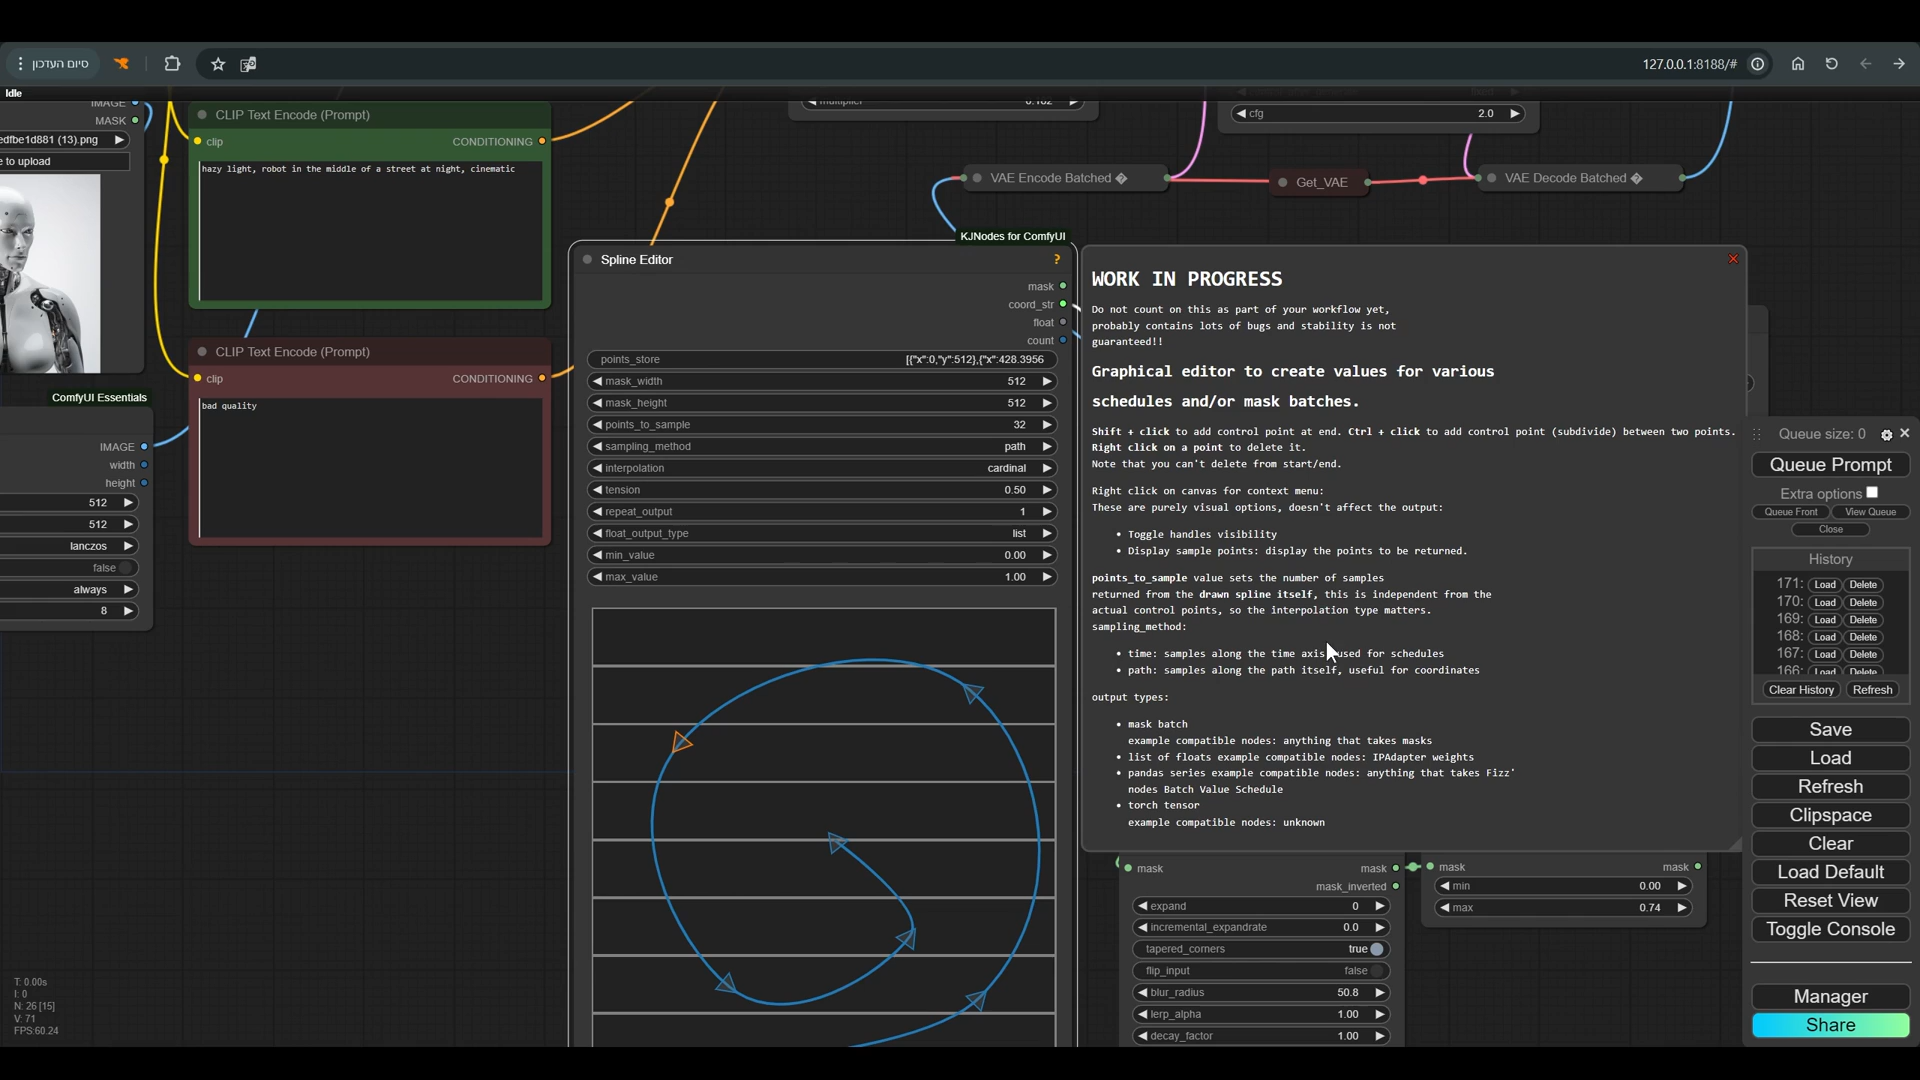 סיום העדכון
127.0.0.1:8188/#
Idle
IMAGE
MASK
edfbe1d881 (13).png
e to upload
CLIP Text Encode (Prompt)
clip
CONDITIONING
hazy light, robot in the middle of a street at night, cinematic
multiplier
0.182
cfg
2.0
VAE Encode Batched
Get_VAE
VAE Decode Batched
CLIP Text Encode (Prompt)
clip
CONDITIONING
bad quality
ComfyUI Essentials
IMAGE
width
height
512
512
lanczos
false
always
8
KJNodes for ComfyUI
Spline Editor
?
mask
coord_str
float
count
points_store [{"x":0,"y":512},{"x":428.3956
mask_width 512
mask_height 512
points_to_sample 32
sampling_method path
interpolation cardinal
tension 0.50
repeat_output 1
float_output_type list
min_value 0.00
max_value 1.00
WORK IN PROGRESS
Do not count on this as part of your workflow yet,
probably contains lots of bugs and stability is not
guaranteed!!
Graphical editor to create values for various
schedules and/or mask batches.
Shift + click to add control point at end. Ctrl + click to add control point (subdivide) between two points.
Right click on a point to delete it.
Note that you can't delete from start/end.
Right click on canvas for context menu:
These are purely visual options, doesn't affect the output:
• Toggle handles visibility
• Display sample points: display the points to be returned.
points_to_sample value sets the number of samples
returned from the drawn spline itself, this is independent from the
actual control points, so the interpolation type matters.
sampling_method:
• time: samples along the time axis, used for schedules
• path: samples along the path itself, useful for coordinates
output types:
• mask batch
example compatible nodes: anything that takes masks
• list of floats example compatible nodes: IPAdapter weights
• pandas series example compatible nodes: anything that takes Fizz'
nodes Batch Value Schedule
• torch tensor
example compatible nodes: unknown
mask mask
mask_inverted
expand 0
incremental_expandrate 0.0
tapered_corners true
flip_input false
blur_radius 50.8
lerp_alpha 1.00
decay_factor 1.00
mask mask
min 0.00
max 0.74
Queue size: 0
Queue Prompt
Extra options
Queue Front View Queue
Close
History
171: Load Delete
170: Load Delete
169: Load Delete
168: Load Delete
167: Load Delete
166: Load Delete
Clear History Refresh
Save
Load
Refresh
Clipspace
Clear
Load Default
Reset View
Toggle Console
Manager
Share
T: 0.00s
I: 0
N: 26 [15]
V: 71
FPS:60.24